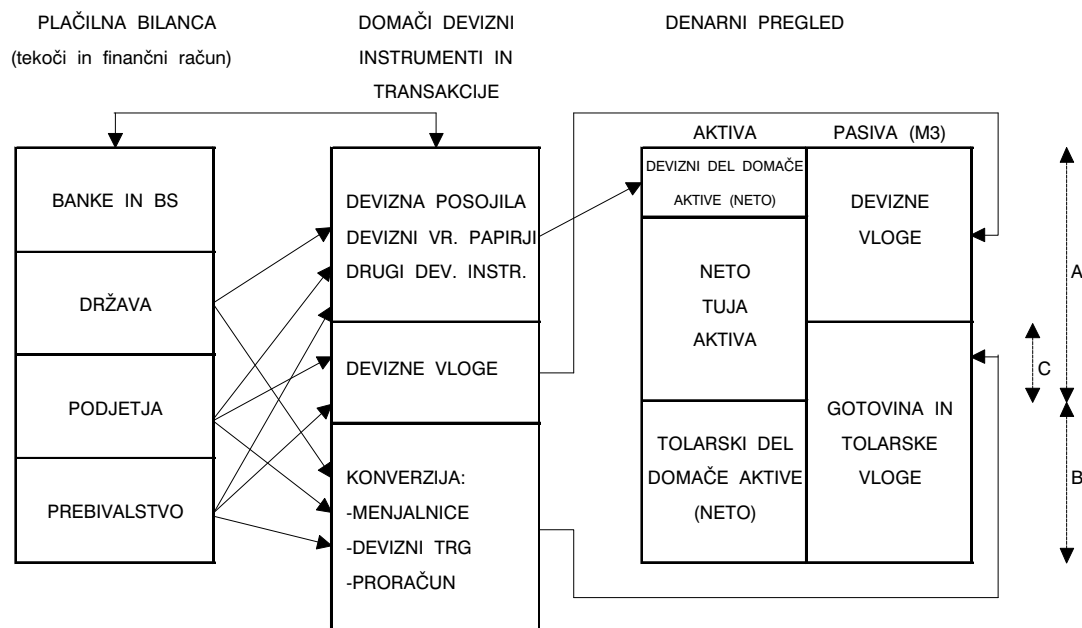 PLAČILNA BILANCA
(tekoči in finančni račun)
DOMAČI DEVIZNI
INSTRUMENTI IN
TRANSAKCIJE
DENARNI PREGLED
BANKE IN BS
DRŽAVA
PODJETJA
PREBIVALSTVO
DEVIZNA POSOJILA
DEVIZNI VR. PAPIRJI
DRUGI DEV. INSTR.
DEVIZNE VLOGE
KONVERZIJA:
-MENJALNICE
-DEVIZNI TRG
-PRORAČUN
AKTIVA
DEVIZNI DEL DOMAČE
AKTIVE (NETO)
NETO
TUJA
AKTIVA
TOLARSKI DEL
DOMAČE AKTIVE
(NETO)
PASIVA (M3)
DEVIZNE
VLOGE
GOTOVINA IN
TOLARSKE
VLOGE
A
C
B